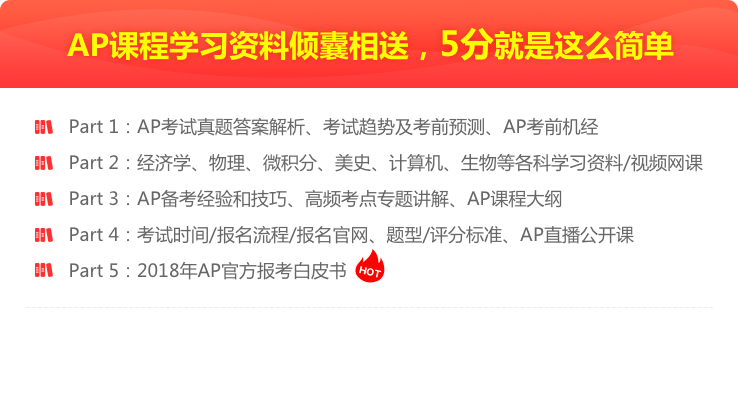 AP课程学习资料倾囊相送，5分就是这么简单
Part 1：AP考试真题答案解析、考试趋势及考前预测、AP考前机经
Part 2：经济学、物理、微积分、美史、计算机、生物等各科学习资料/视频网课
Part 3：AP备考经验和技巧、高频考点专题讲解、AP课程大纲
Part 4：考试时间/报名流程/报名官网、题型/评分标准、AP直播公开课
Part 5：2018年AP官方报考白皮书 HOT